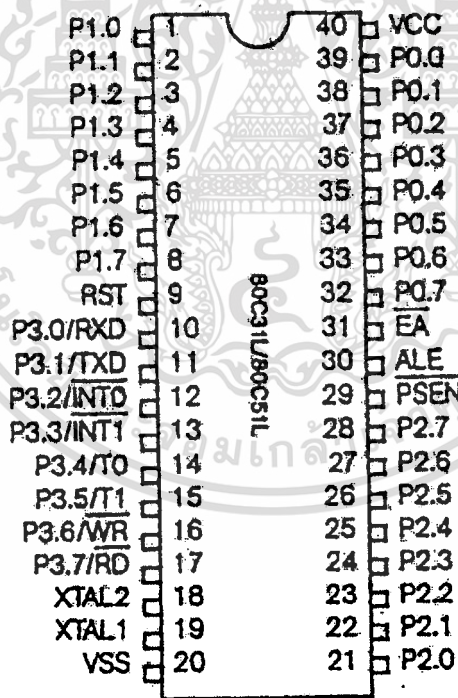 P1.0 1 40 VCC
P1.1 2 39 P0.0
P1.2 3 38 P0.1
P1.3 4 37 P0.2
P1.4 5 36 P0.3
P1.5 6 35 P0.4
P1.6 7 34 P0.5
P1.7 8 33 P0.6
RST 9 32 P0.7
P3.0/RXD 10 31 E̅A̅
P3.1/TXD 11 30 ALE
P3.2/I̅N̅T̅0̅ 12 29 P̅S̅E̅N̅
P3.3/I̅N̅T̅1̅ 13 28 P2.7
P3.4/T0 14 27 P2.6
P3.5/T1 15 26 P2.5
P3.6/W̅R̅ 16 25 P2.4
P3.7/R̅D̅ 17 24 P2.3
XTAL2 18 23 P2.2
XTAL1 19 22 P2.1
VSS 20 21 P2.0
80C31L/80C51L